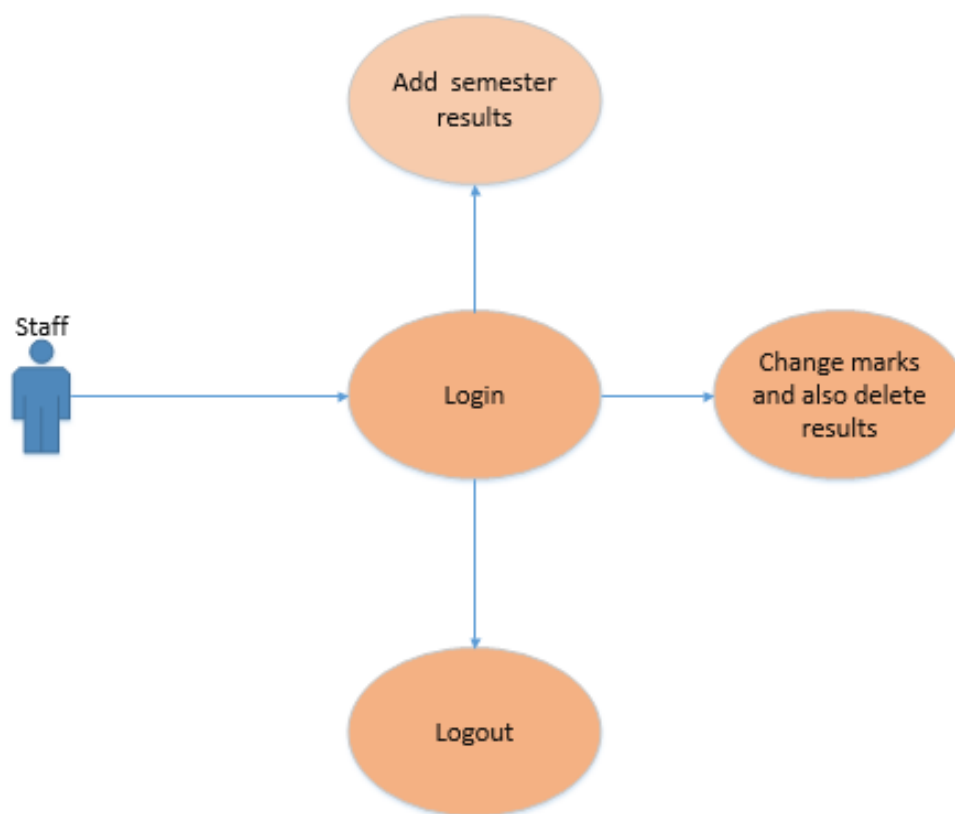 Add semester
results
Staff
Login
Change marks
and also delete
results
Logout